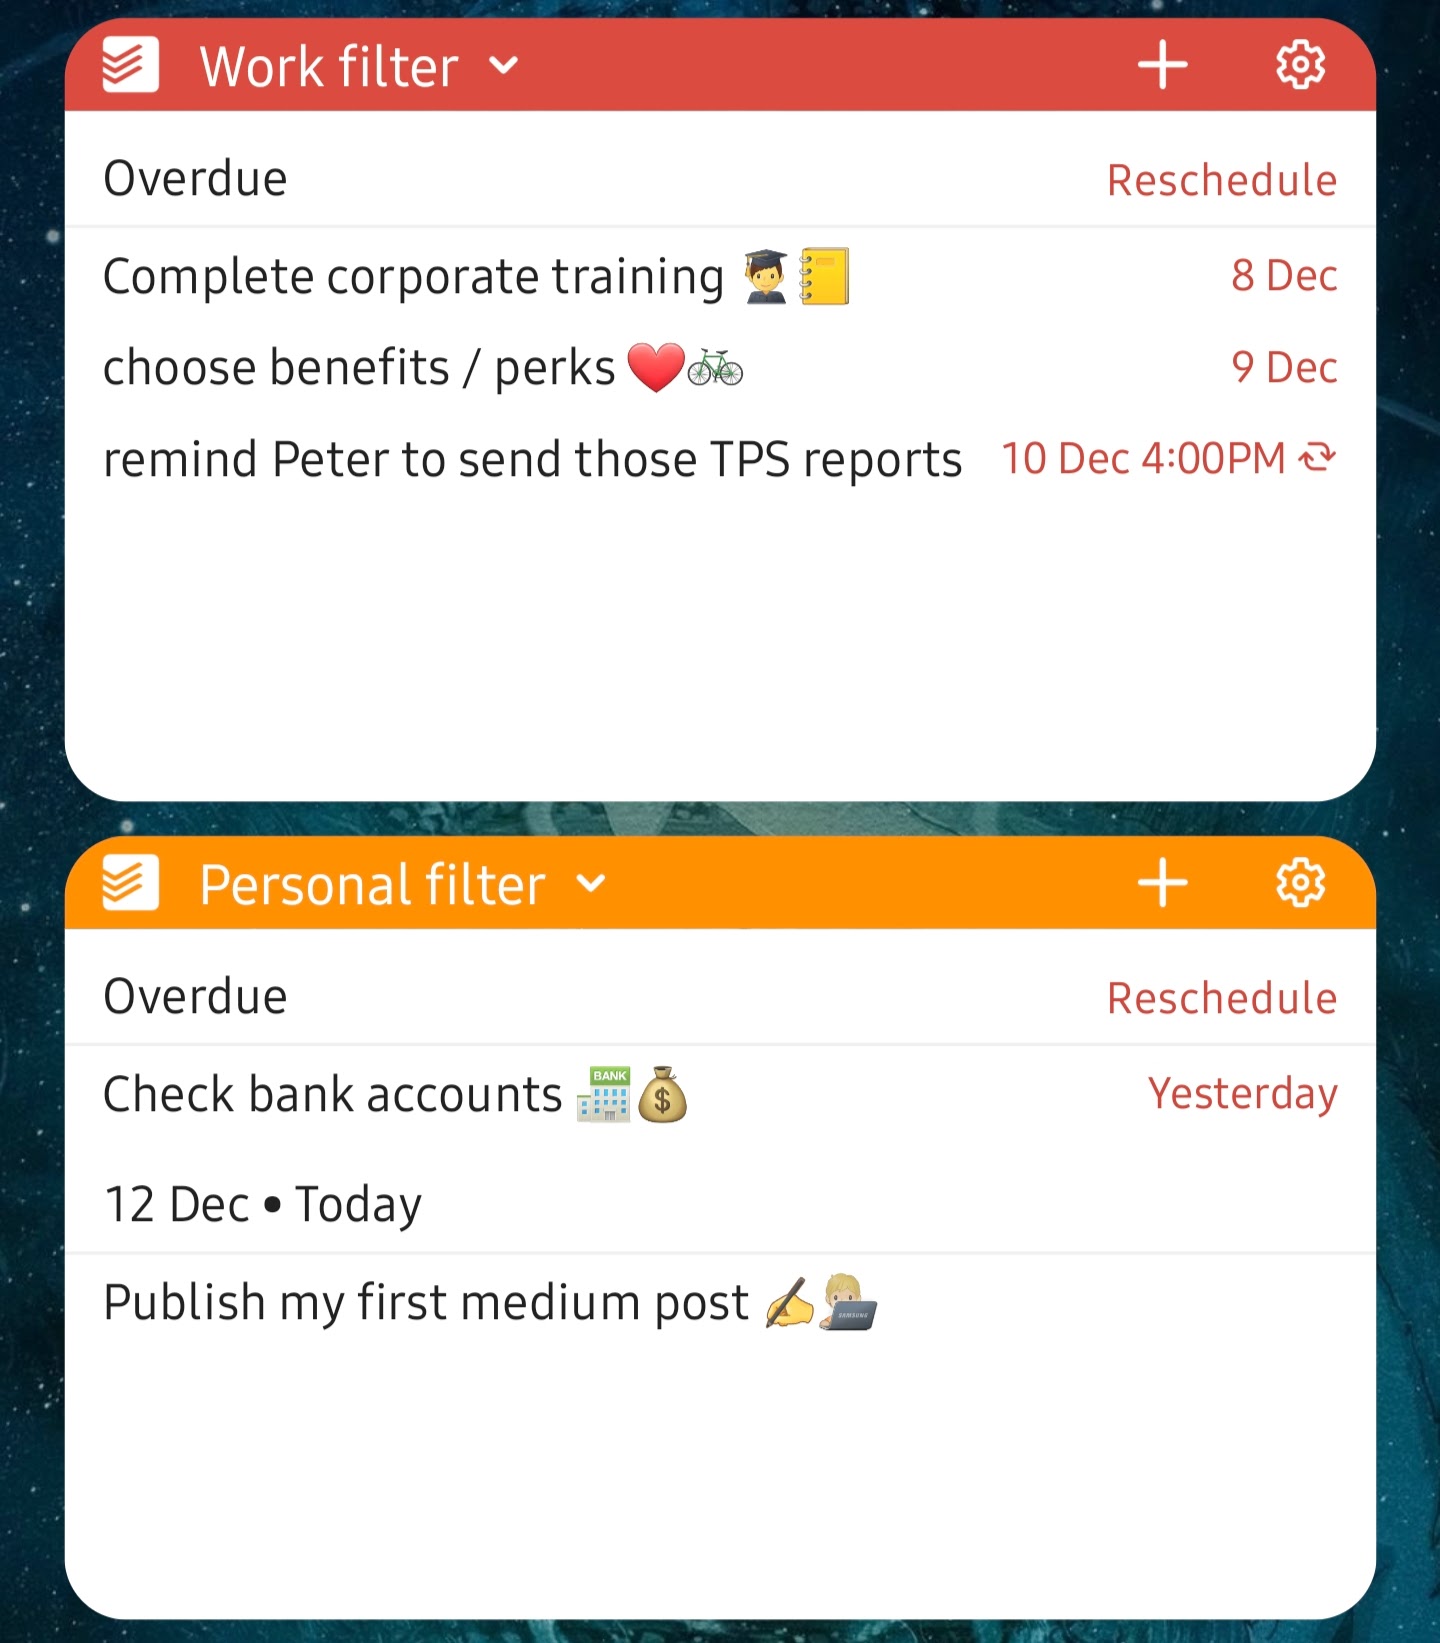 Work filter
Overdue Reschedule
Complete corporate training 👨‍🎓📒 8 Dec
choose benefits / perks ❤️🚲 9 Dec
remind Peter to send those TPS reports 10 Dec 4:00PM
Personal filter
Overdue Reschedule
Check bank accounts 🏦💰 Yesterday
12 Dec • Today
Publish my first medium post ✍️🧑🏼‍💻